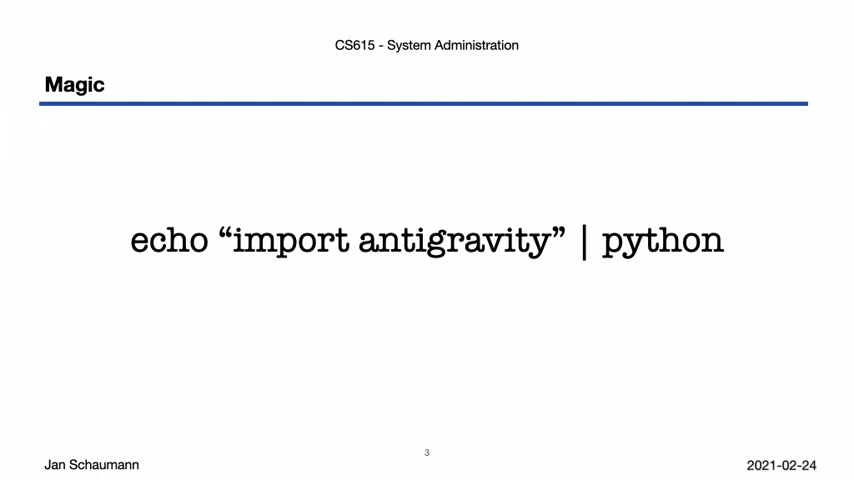 CS615 - System Administration
Magic
echo “import antigravity” | python
3
Jan Schaumann
2021-02-24